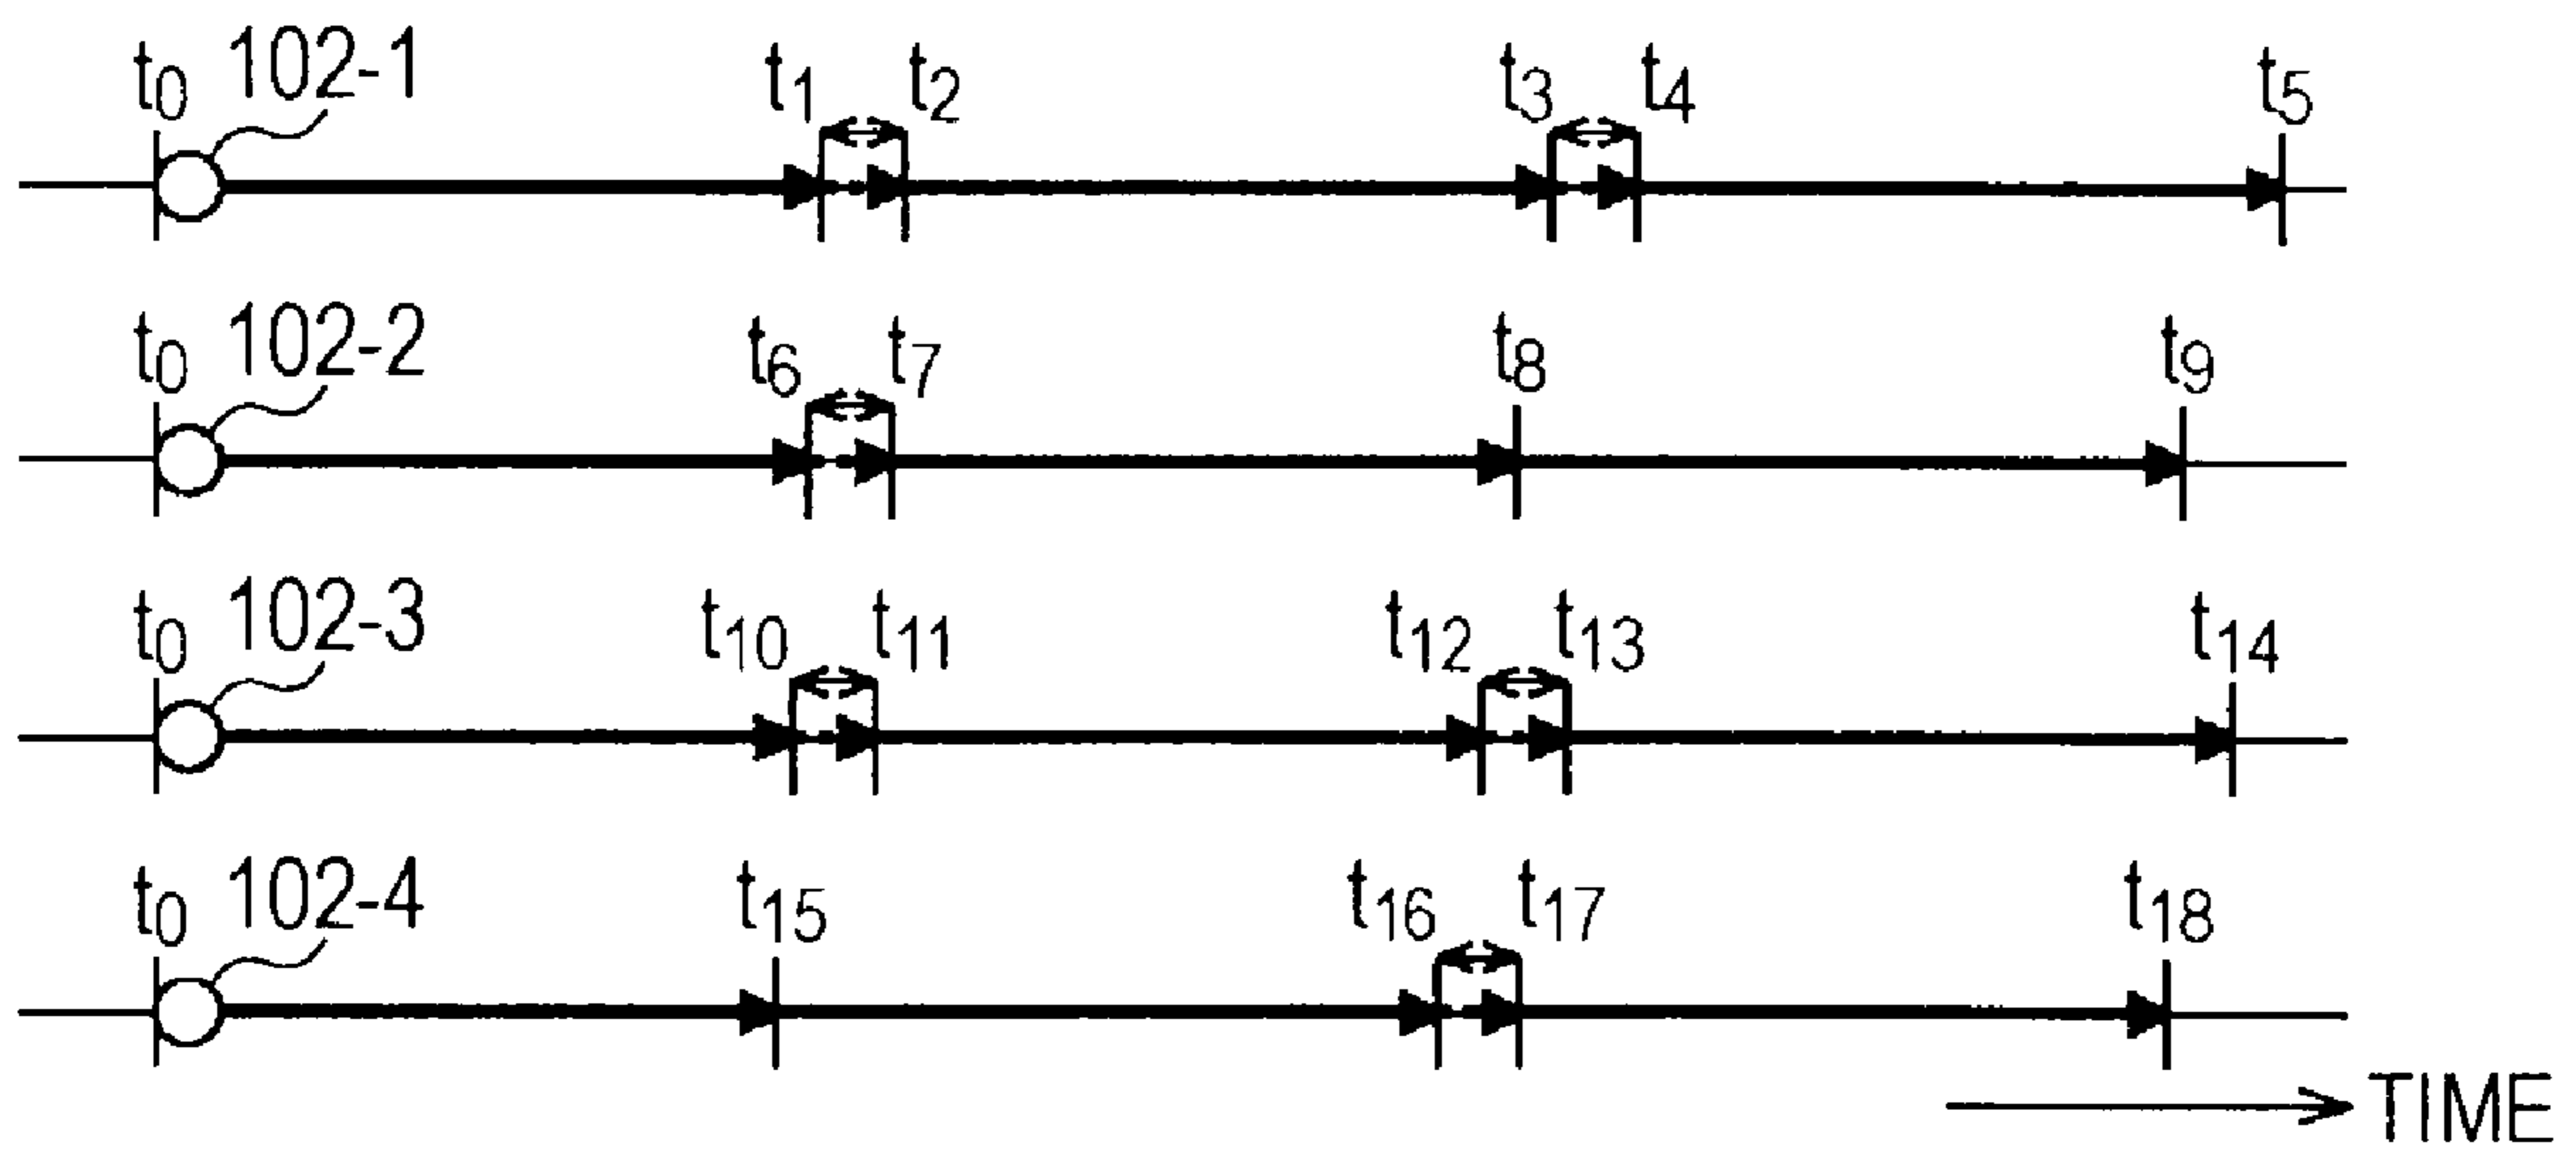 t0 102-1 t1 t2 t3 t4 t5
t0 102-2 t6 t7 t8 t9
t0 102-3 t10 t11 t12 t13 t14
t0 102-4 t15 t16 t17 t18
TIME